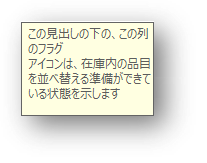 この見出しの下の、この列
のフラグ
アイコンは、在庫内の品目
を並べ替える準備ができて
いる状態を示します